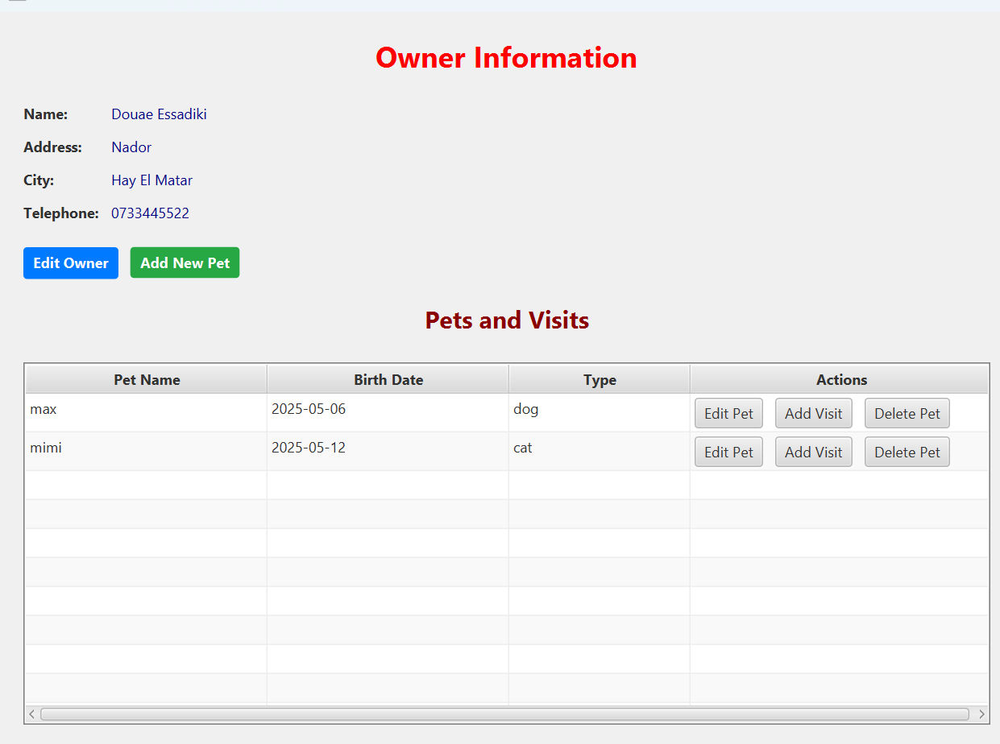 Owner Information
Name: Douae Essadiki
Address: Nador
City: Hay El Matar
Telephone: 0733445522
Edit Owner Add New Pet
Pets and Visits
Pet Name Birth Date Type Actions
max 2025-05-06 dog Edit Pet Add Visit Delete Pet
mimi 2025-05-12 cat Edit Pet Add Visit Delete Pet